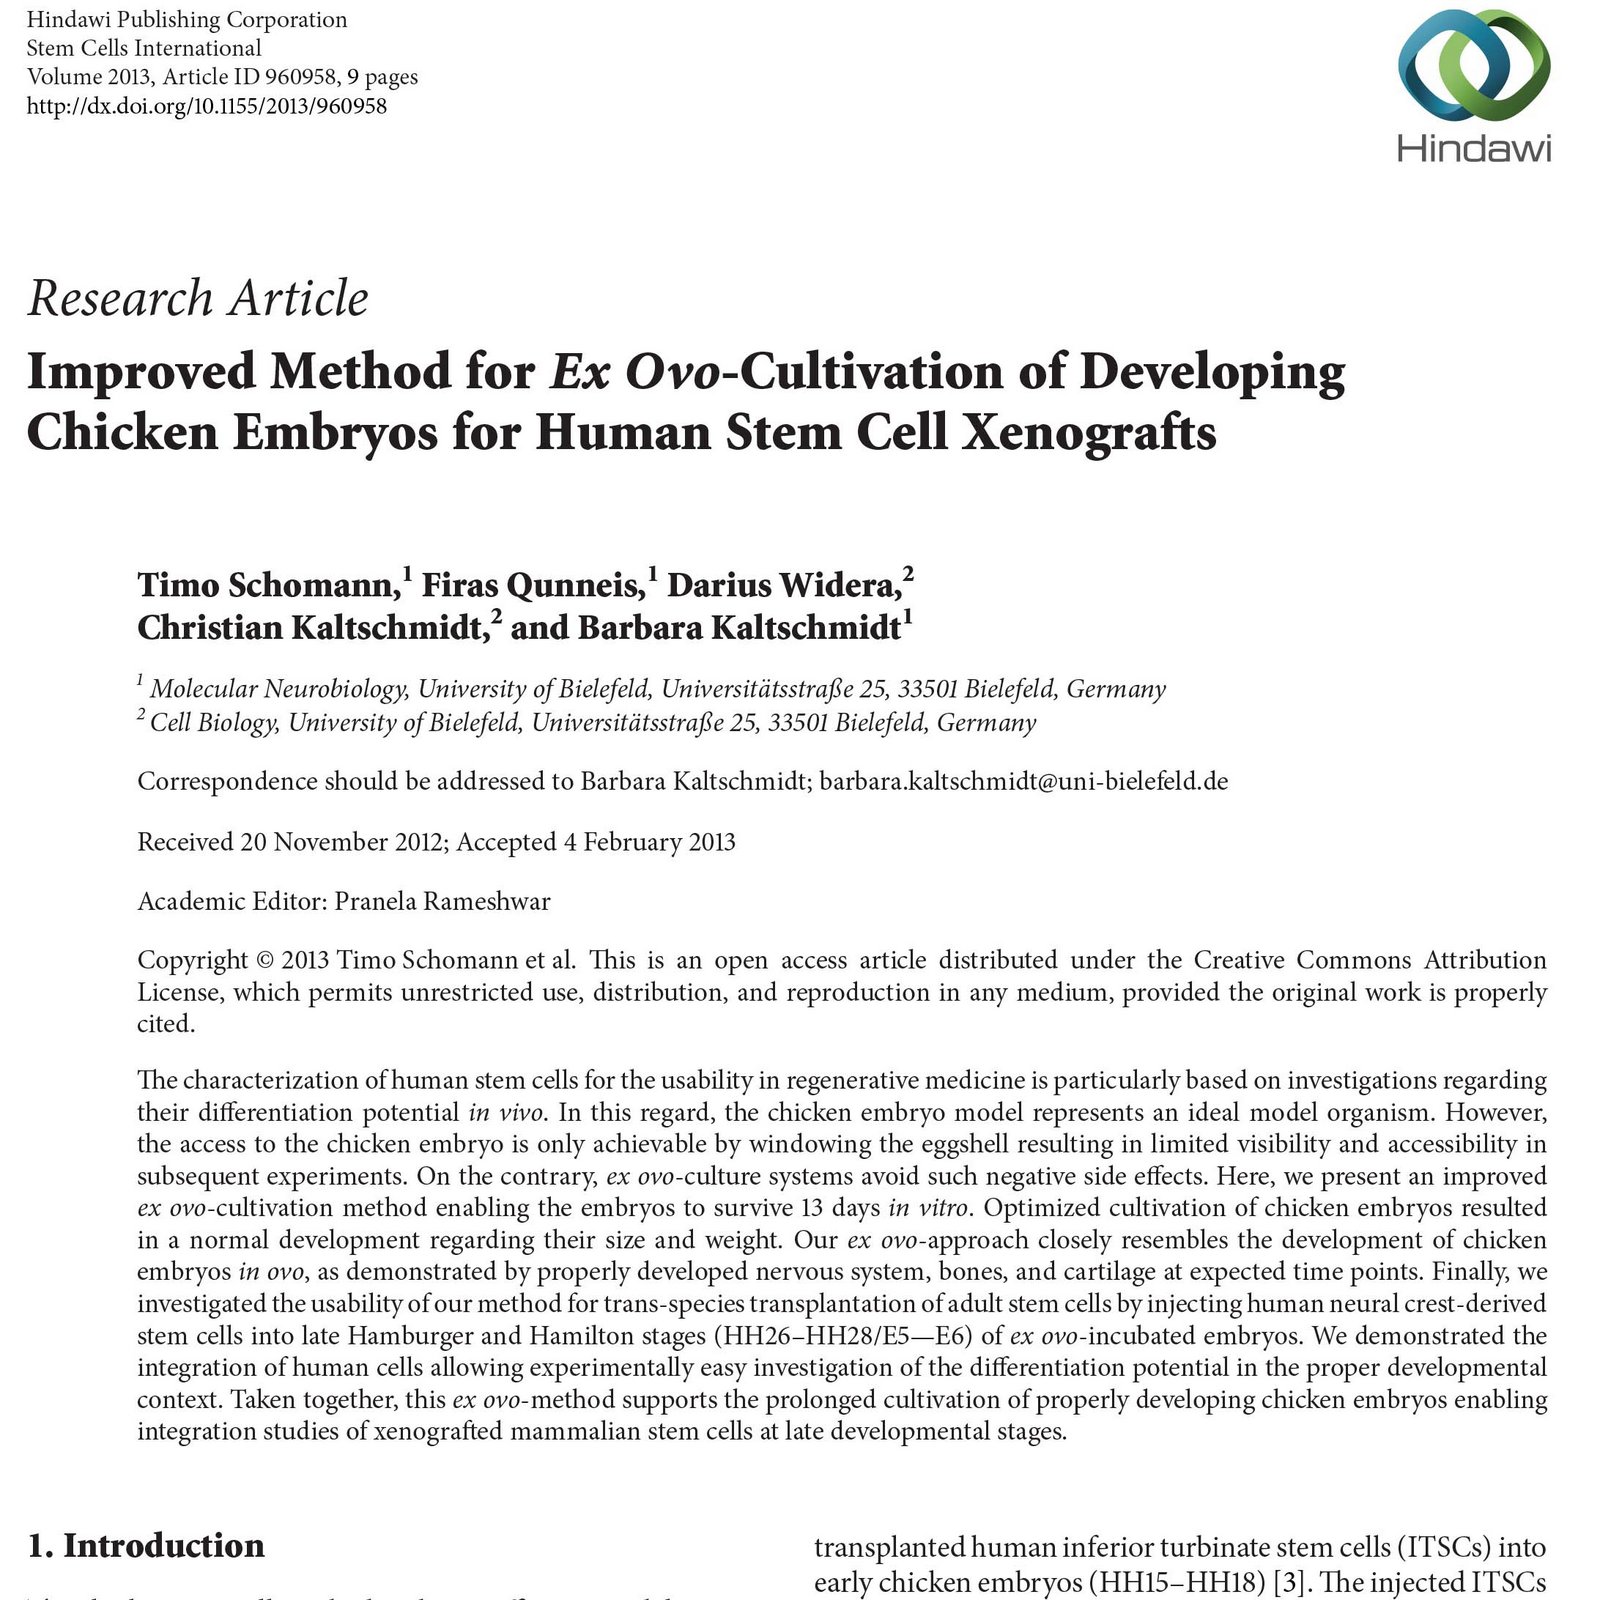 Hindawi Publishing Corporation
Stem Cells International
Volume 2013, Article ID 960958, 9 pages
http://dx.doi.org/10.1155/2013/960958
Hindawi
Research Article
Improved Method for Ex Ovo-Cultivation of Developing
Chicken Embryos for Human Stem Cell Xenografts
Timo Schomann,1 Firas Qunneis,1 Darius Widera,2
Christian Kaltschmidt,2 and Barbara Kaltschmidt1
1 Molecular Neurobiology, University of Bielefeld, Universitätsstraße 25, 33501 Bielefeld, Germany
2 Cell Biology, University of Bielefeld, Universitätsstraße 25, 33501 Bielefeld, Germany
Correspondence should be addressed to Barbara Kaltschmidt; barbara.kaltschmidt@uni-bielefeld.de
Received 20 November 2012; Accepted 4 February 2013
Academic Editor: Pranela Rameshwar
Copyright © 2013 Timo Schomann et al. This is an open access article distributed under the Creative Commons Attribution
License, which permits unrestricted use, distribution, and reproduction in any medium, provided the original work is properly
cited.
The characterization of human stem cells for the usability in regenerative medicine is particularly based on investigations regarding
their differentiation potential in vivo. In this regard, the chicken embryo model represents an ideal model organism. However,
the access to the chicken embryo is only achievable by windowing the eggshell resulting in limited visibility and accessibility in
subsequent experiments. On the contrary, ex ovo-culture systems avoid such negative side effects. Here, we present an improved
ex ovo-cultivation method enabling the embryos to survive 13 days in vitro. Optimized cultivation of chicken embryos resulted
in a normal development regarding their size and weight. Our ex ovo-approach closely resembles the development of chicken
embryos in ovo, as demonstrated by properly developed nervous system, bones, and cartilage at expected time points. Finally, we
investigated the usability of our method for trans-species transplantation of adult stem cells by injecting human neural crest-derived
stem cells into late Hamburger and Hamilton stages (HH26–HH28/E5—E6) of ex ovo-incubated embryos. We demonstrated the
integration of human cells allowing experimentally easy investigation of the differentiation potential in the proper developmental
context. Taken together, this ex ovo-method supports the prolonged cultivation of properly developing chicken embryos enabling
integration studies of xenografted mammalian stem cells at late developmental stages.
1. Introduction
transplanted human inferior turbinate stem cells (ITSCs) into
early chicken embryos (HH15–HH18) [3]. The injected ITSCs